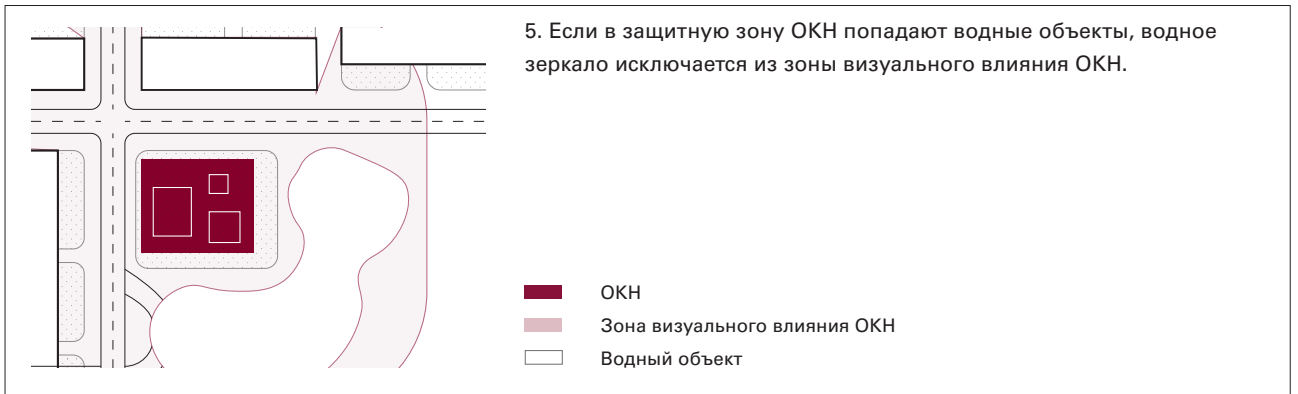 5. Если в защитную зону ОКН попадают водные объекты, водное
зеркало исключается из зоны визуального влияния ОКН.
ОКН
Зона визуального влияния ОКН
Водный объект